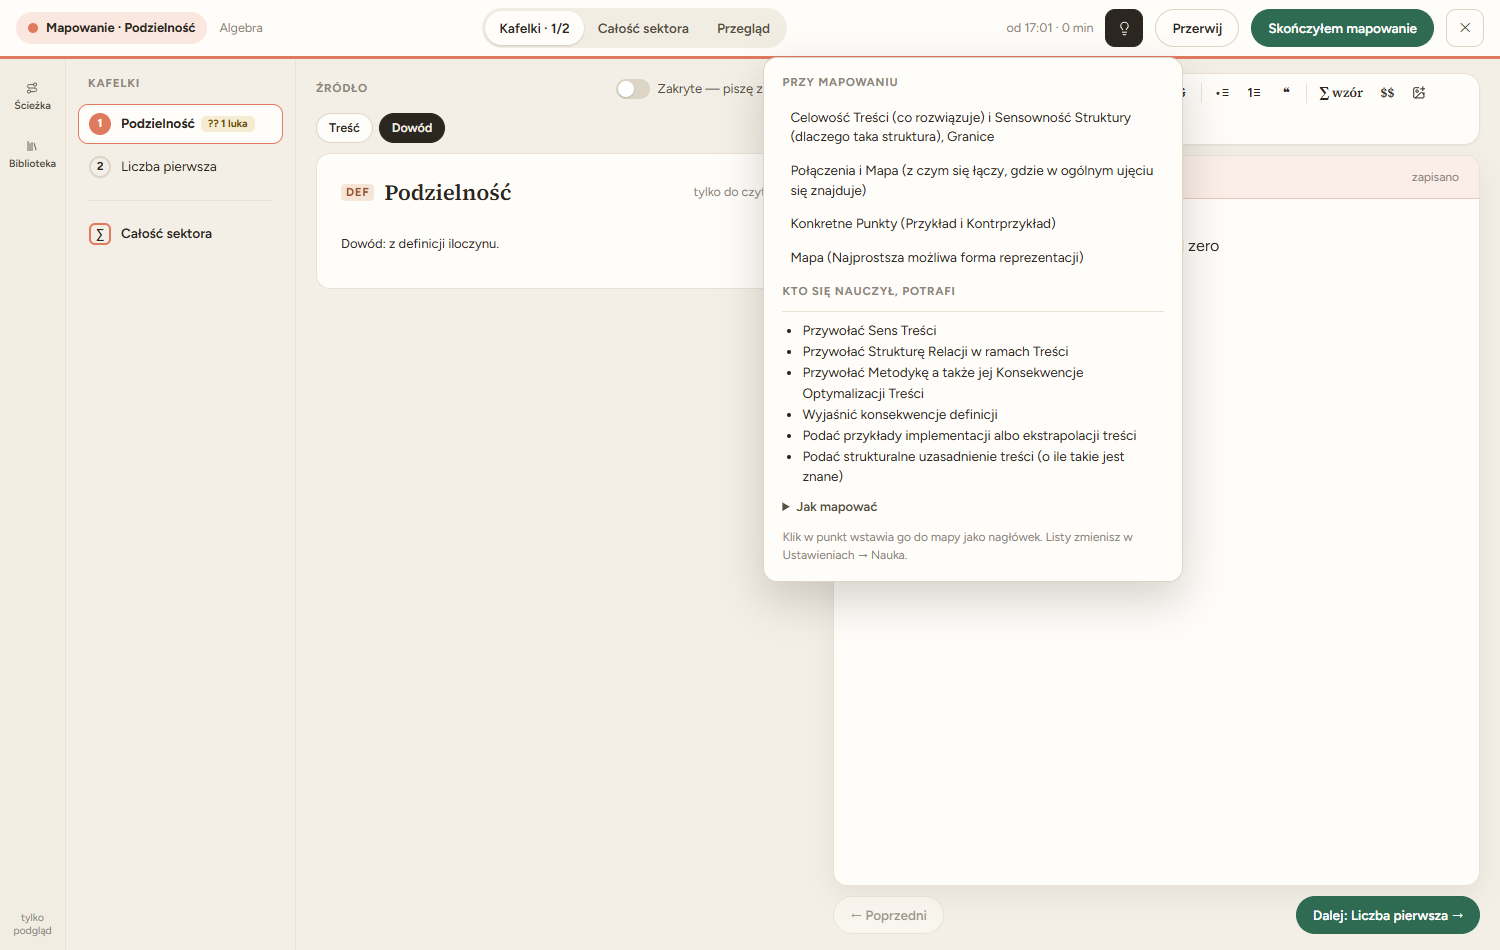 Mapowanie · Podzielność
Algebra
Kafelki · 1/2
Całość sektora
Przegląd
od 17:01 · 0 min
Przerwij
Skończyłem mapowanie
Ścieżka
Biblioteka
tylko
podgląd
KAFELKI
1 Podzielność ?? 1 luka
2 Liczba pierwsza
∑ Całość sektora
ŹRÓDŁO
Zakryte — piszę z
Treść
Dowód
DEF Podzielność
tylko do czyt
Dowód: z definicji iloczynu.
PRZY MAPOWANIU
Celowość Treści (co rozwiązuje) i Sensowność Struktury
(dlaczego taka struktura), Granice
Połączenia i Mapa (z czym się łączy, gdzie w ogólnym ujęciu
się znajduje)
Konkretne Punkty (Przykład i Kontrprzykład)
Mapa (Najprostsza możliwa forma reprezentacji)
KTO SIĘ NAUCZYŁ, POTRAFI
• Przywołać Sens Treści
• Przywołać Strukturę Relacji w ramach Treści
• Przywołać Metodykę a także jej Konsekwencje
Optymalizacji Treści
• Wyjaśnić konsekwencje definicji
• Podać przykłady implementacji albo ekstrapolacji treści
• Podać strukturalne uzasadnienie treści (o ile takie jest
znane)
▶ Jak mapować
Klik w punkt wstawia go do mapy jako nagłówek. Listy zmienisz w
Ustawieniach → Nauka.
∑ wzór
$$
zapisano
zero
← Poprzedni
Dalej: Liczba pierwsza →